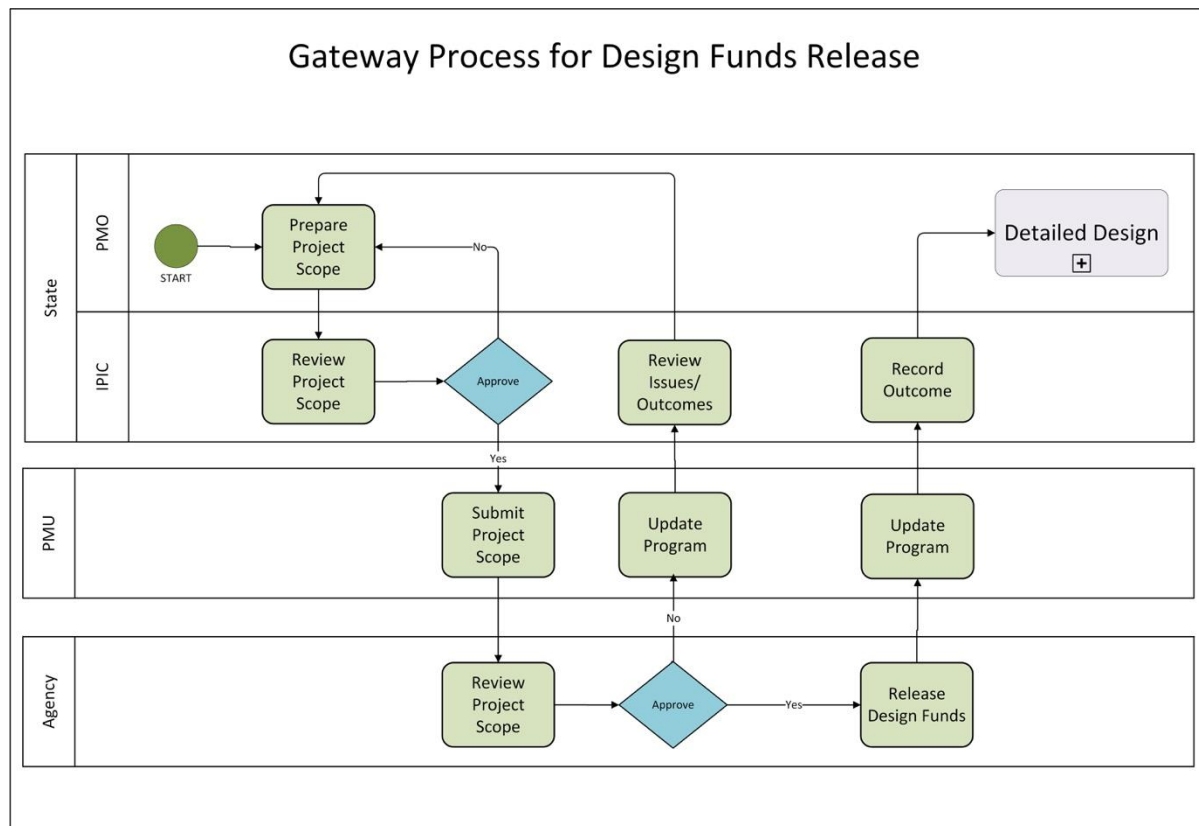 Gateway Process for Design Funds Release
State
PMO
START
Prepare
Project
Scope
No
Detailed Design
IPIC
Review
Project
Scope
Approve
Review
Issues/
Outcomes
Record
Outcome
Yes
PMU
Submit
Project
Scope
Update
Program
Update
Program
No
Agency
Review
Project
Scope
Approve
Yes
Release
Design Funds